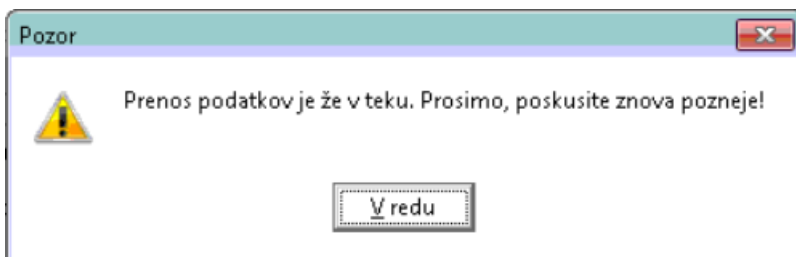 Pozor
Prenos podatkov je že v teku. Prosimo, poskusite znova pozneje!
V redu